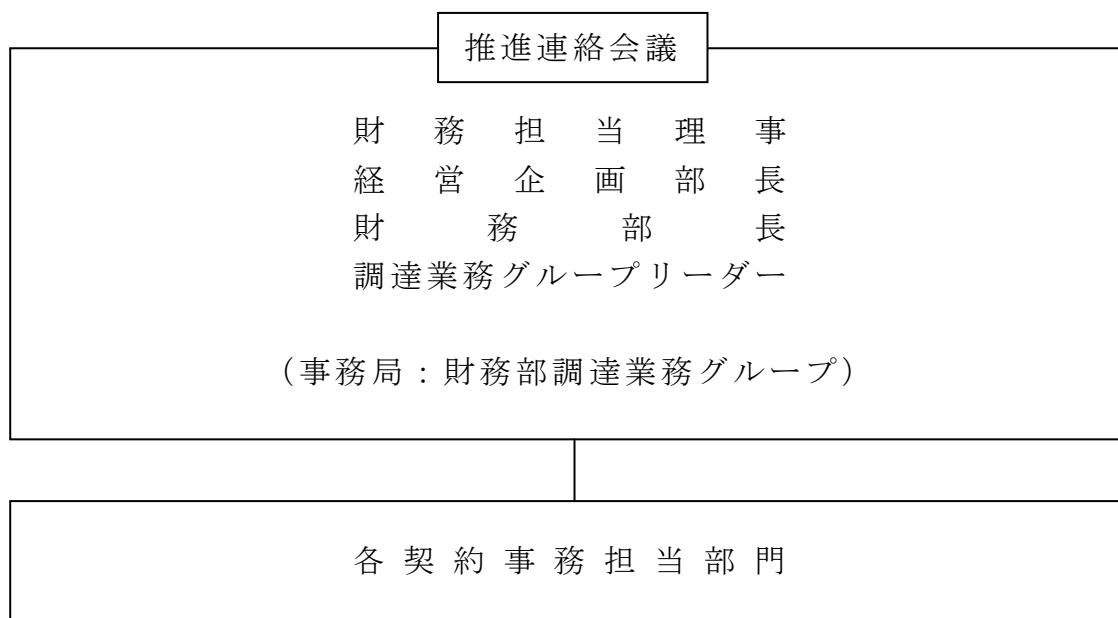 推進連絡会議
財務担当理事
経営企画部長
財務部長
調達業務グループリーダー
（事務局：財務部調達業務グループ）
各契約事務担当部門